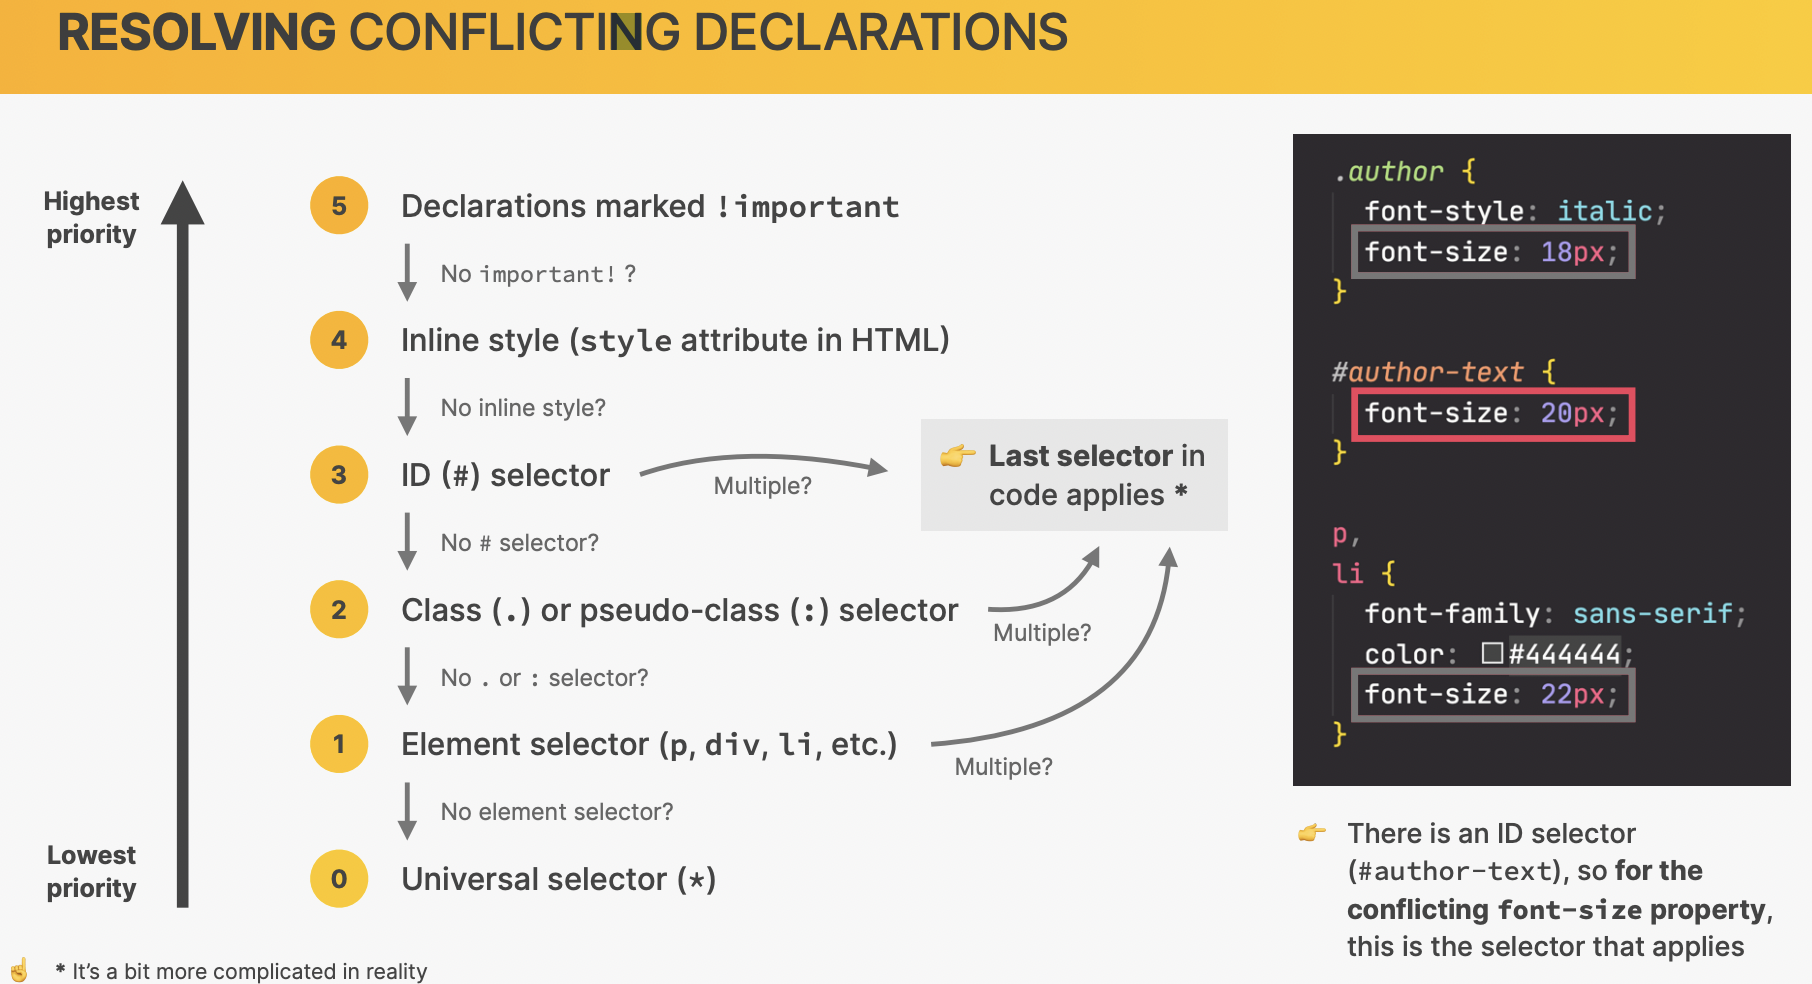 RESOLVING CONFLICTING DECLARATIONS
Highest
priority
5 Declarations marked !important
No important! ?
4 Inline style (style attribute in HTML)
No inline style?
3 ID (#) selector
Multiple?
👉 Last selector in
code applies *
No # selector?
2 Class (.) or pseudo-class (:) selector
Multiple?
No . or : selector?
1 Element selector (p, div, li, etc.)
Multiple?
No element selector?
Lowest
priority
0 Universal selector (*)
☝️ * It's a bit more complicated in reality
.author {
font-style: italic;
font-size: 18px;
}
#author-text {
font-size: 20px;
}
p,
li {
font-family: sans-serif;
color: #444444;
font-size: 22px;
}
👉 There is an ID selector
(#author-text), so for the
conflicting font-size property,
this is the selector that applies